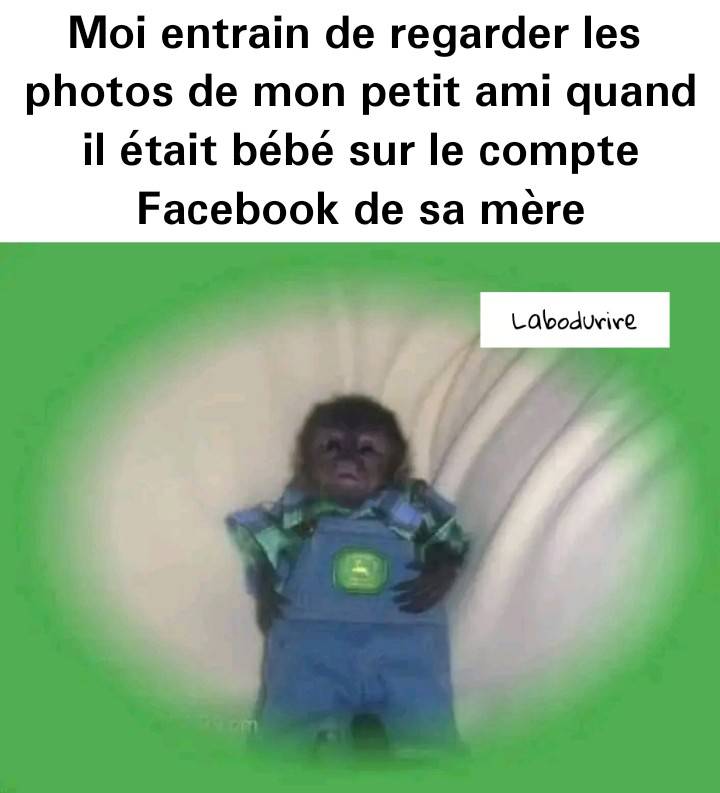 Moi entrain de regarder les
photos de mon petit ami quand
il était bébé sur le compte
Facebook de sa mère
Labodurire